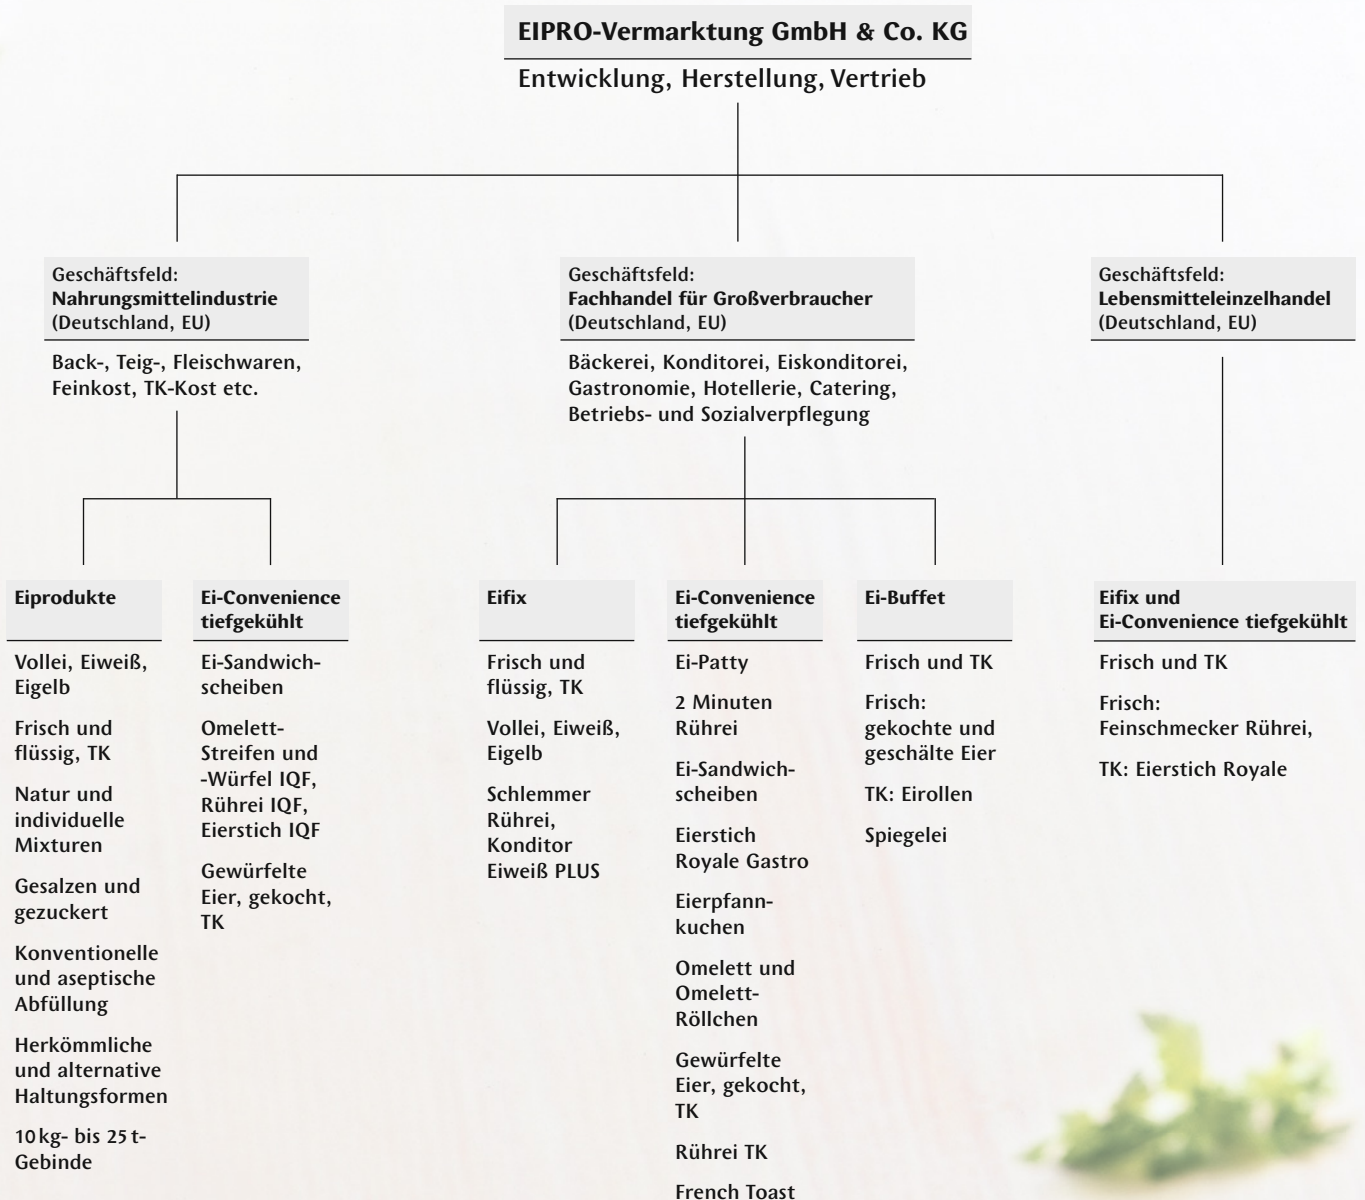 EIPRO-Vermarktung GmbH & Co. KG
Entwicklung, Herstellung, Vertrieb
Geschäftsfeld:
Nahrungsmittelindustrie
(Deutschland, EU)
Back-, Teig-, Fleischwaren,
Feinkost, TK-Kost etc.
Geschäftsfeld:
Fachhandel für Großverbraucher
(Deutschland, EU)
Bäckerei, Konditorei, Eiskonditorei,
Gastronomie, Hotellerie, Catering,
Betriebs- und Sozialverpflegung
Geschäftsfeld:
Lebensmitteleinzelhandel
(Deutschland, EU)
Eiprodukte
Vollei, Eiweiß,
Eigelb
Frisch und
flüssig, TK
Natur und
individuelle
Mixturen
Gesalzen und
gezuckert
Konventionelle
und aseptische
Abfüllung
Herkömmliche
und alternative
Haltungsformen
10 kg- bis 25 t-
Gebinde
Ei-Convenience
tiefgekühlt
Ei-Sandwich-
scheiben
Omelett-
Streifen und
-Würfel IQF,
Rührei IQF,
Eierstich IQF
Gewürfelte
Eier, gekocht,
TK
Eifix
Frisch und
flüssig, TK
Vollei, Eiweiß,
Eigelb
Schlemmer
Rührei,
Konditor
Eiweiß PLUS
Ei-Convenience
tiefgekühlt
Ei-Patty
2 Minuten
Rührei
Ei-Sandwich-
scheiben
Eierstich
Royale Gastro
Eierpfann-
kuchen
Omelett und
Omelett-
Röllchen
Gewürfelte
Eier, gekocht,
TK
Rührei TK
French Toast
Ei-Buffet
Frisch und TK
Frisch:
gekochte und
geschälte Eier
TK: Eirollen
Spiegelei
Eifix und
Ei-Convenience tiefgekühlt
Frisch und TK
Frisch:
Feinschmecker Rührei,
TK: Eierstich Royale